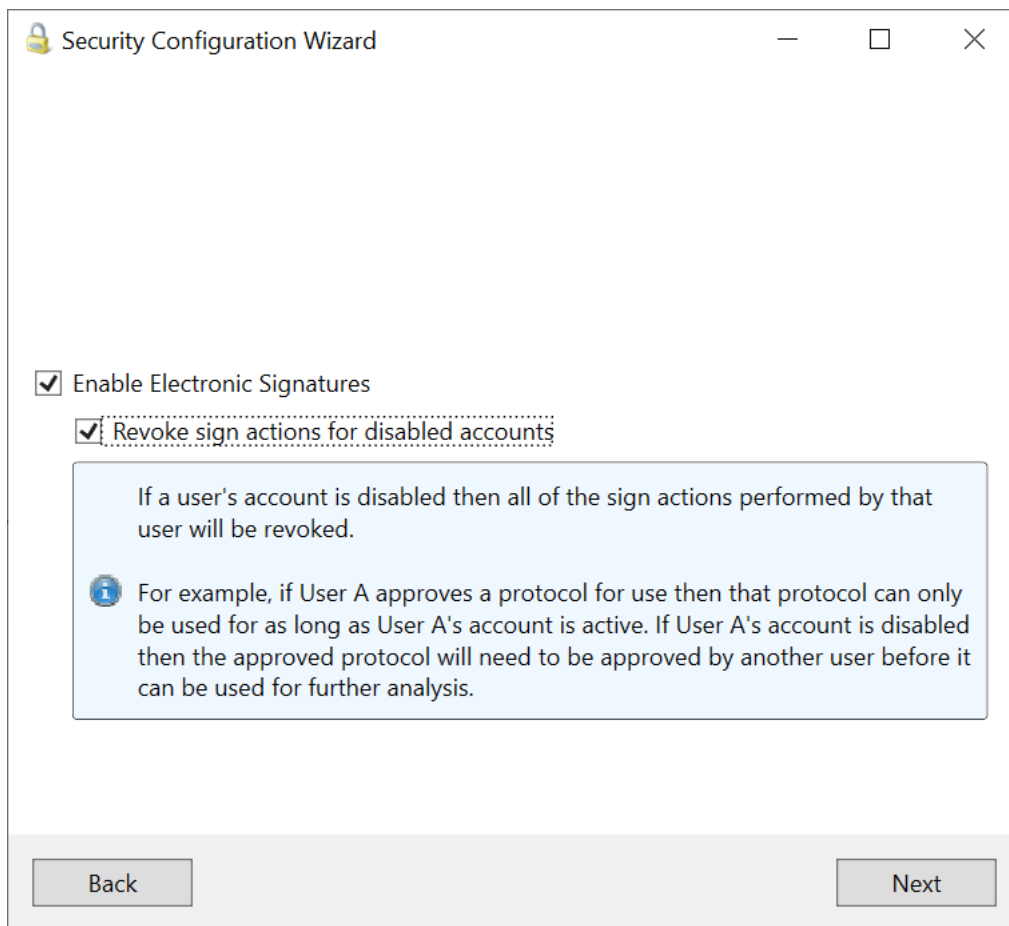 Security Configuration Wizard
Enable Electronic Signatures
Revoke sign actions for disabled accounts
If a user's account is disabled then all of the sign actions performed by that
user will be revoked.
For example, if User A approves a protocol for use then that protocol can only
be used for as long as User A's account is active. If User A's account is disabled
then the approved protocol will need to be approved by another user before it
can be used for further analysis.
Back
Next